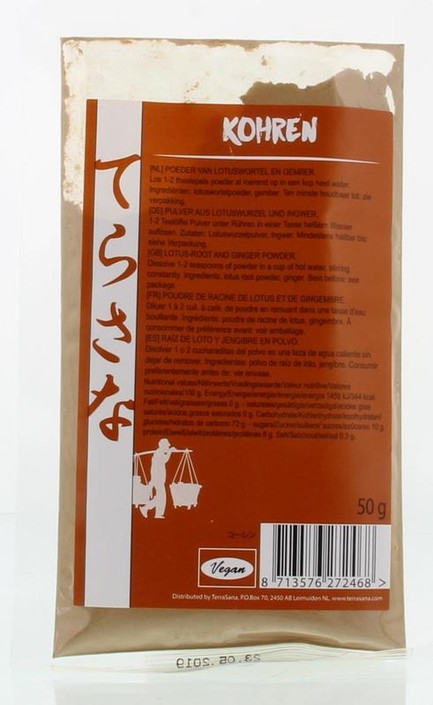 KOHREN
てらさな
[NL] POEDER VAN LOTUSWORTEL EN GEMBER.
Los 1-2 theelepels poeder al roerend op in een kop heet water.
Ingrediënten: lotuswortelpoeder, gember. Ten minste houdbaar tot: zie
verpakking.
[DE] PULVER AUS LOTUSWURZEL UND INGWER.
1-2 Teelöffel Pulver unter Rühren in einer Tasse heißem Wasser
auflösen. Zutaten: Lotuswurzelpulver, Ingwer. Mindestens haltbar bis:
siehe Verpackung.
[GB] LOTUS-ROOT AND GINGER POWDER.
Dissolve 1-2 teaspoons of powder in a cup of hot water, stirring
constantly. Ingredients: lotus root powder, ginger. Best before: see
package.
[FR] POUDRE DE RACINE DE LOTUS ET DE GINGEMBRE.
Diluer 1 à 2 cuil. à café, de poudre en remuant dans une tasse d'eau
bouillante. Ingrédients: poudre de racine de lotus, gingembre. À
consommer de préférence avant: voir emballage.
[ES] RAÍZ DE LOTO Y JENGIBRE EN POLVO.
Disolver 1 o 2 cucharaditas del polvo en una taza de agua caliente sin
dejar de remover. Ingredientes: polvo de raíz de loto, jengibre. Consumir
preferentemente antes de: ver envase.
50 g
コーレン
Vegan
8 713576 272468 >
Distributed by TerraSana, P.O.Box 70, 2450 AB Leimuiden NL. www.terrasana.com
23.05.2019